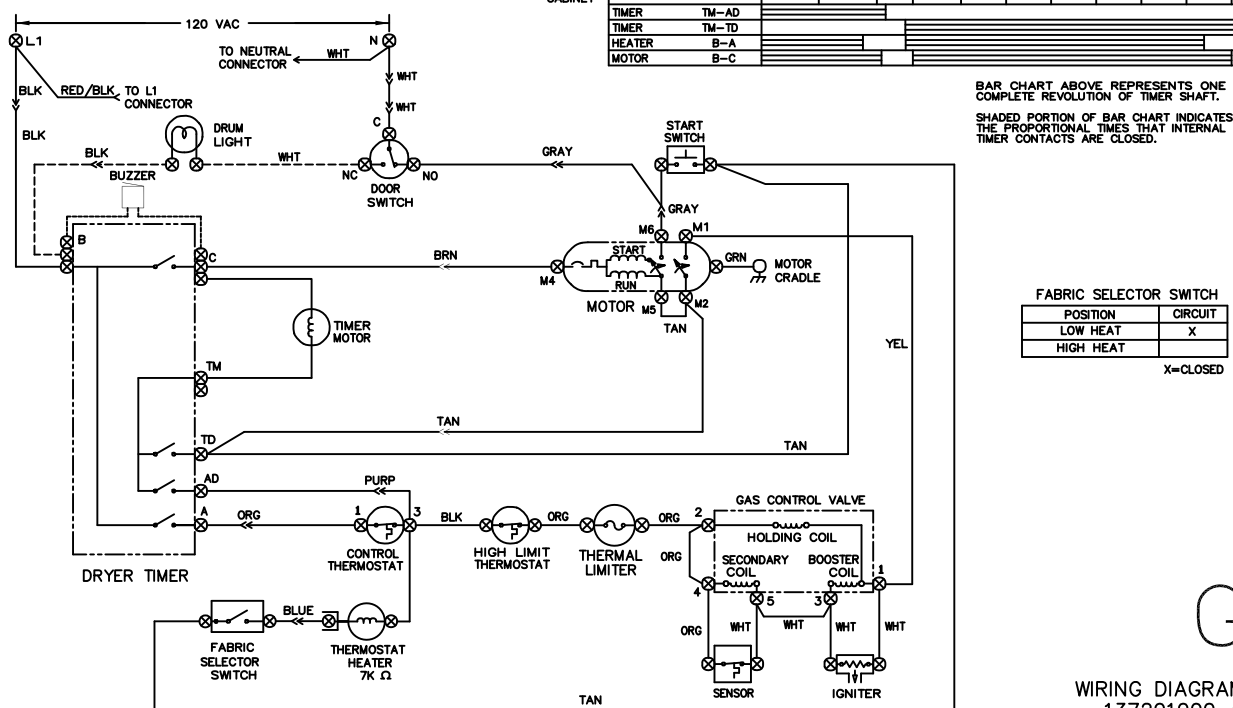 120 VAC
L1
N
TO NEUTRAL
CONNECTOR
WHT
WHT
WHT
BLK
RED/BLK
TO L1
CONNECTOR
BLK
C
DRUM
LIGHT
BLK
WHT
NC
NO
DOOR
SWITCH
GRAY
START
SWITCH
BUZZER
GRAY
B
C
BRN
M6
M1
START
RUN
M4
M5
M2
MOTOR
TAN
GRN
MOTOR
CRADLE
TIMER
MOTOR
YEL
TM
TAN
TD
TAN
AD
PURP
A
ORG
1
3
BLK
ORG
ORG
CONTROL
THERMOSTAT
HIGH LIMIT
THERMOSTAT
THERMAL
LIMITER
DRYER TIMER
GAS CONTROL VALVE
2
HOLDING COIL
ORG
SECONDARY
COIL
BOOSTER
COIL
1
4
5
3
ORG
WHT
WHT
WHT
WHT
SENSOR
IGNITER
BLUE
FABRIC
SELECTOR
SWITCH
THERMOSTAT
HEATER
7K Ω
TAN
TIMER TM-AD
TIMER TM-TD
HEATER B-A
MOTOR B-C
BAR CHART ABOVE REPRESENTS ONE
COMPLETE REVOLUTION OF TIMER SHAFT.
SHADED PORTION OF BAR CHART INDICATES
THE PROPORTIONAL TIMES THAT INTERNAL
TIMER CONTACTS ARE CLOSED.
FABRIC SELECTOR SWITCH
POSITION CIRCUIT
LOW HEAT X
HIGH HEAT
X=CLOSED
WIRING DIAGRAM